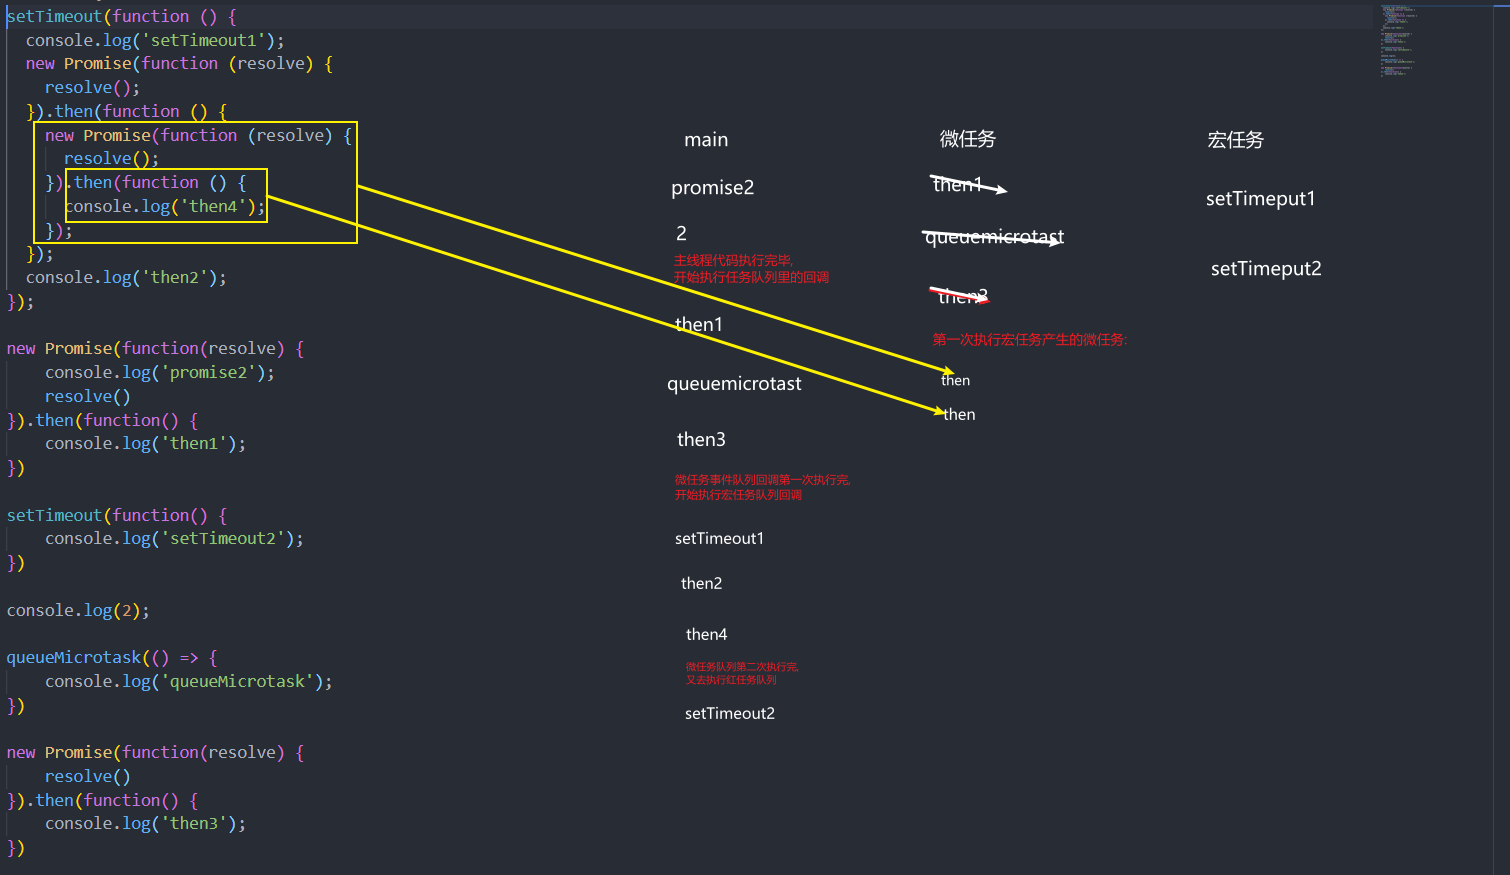 setTimeout(function () {
console.log('setTimeout1');
new Promise(function (resolve) {
resolve();
}).then(function () {
new Promise(function (resolve) {
resolve();
}).then(function () {
console.log('then4');
});
});
console.log('then2');
});
new Promise(function(resolve) {
console.log('promise2');
resolve()
}).then(function() {
console.log('then1');
})
setTimeout(function() {
console.log('setTimeout2');
})
console.log(2);
queueMicrotask(() => {
console.log('queueMicrotask');
})
new Promise(function(resolve) {
resolve()
}).then(function() {
console.log('then3');
})
main
promise2
2
主线程代码执行完毕,
开始执行任务队列里的回调
then1
queuemicrotast
then3
微任务事件队列回调第一次执行完,
开始执行宏任务队列回调
setTimeout1
then2
then4
微任务队列第二次执行完,
又去执行红任务队列
setTimeout2
微任务
then1
queuemicrotast
then3
第一次执行宏任务产生的微任务:
then
then
宏任务
setTimeput1
setTimeput2